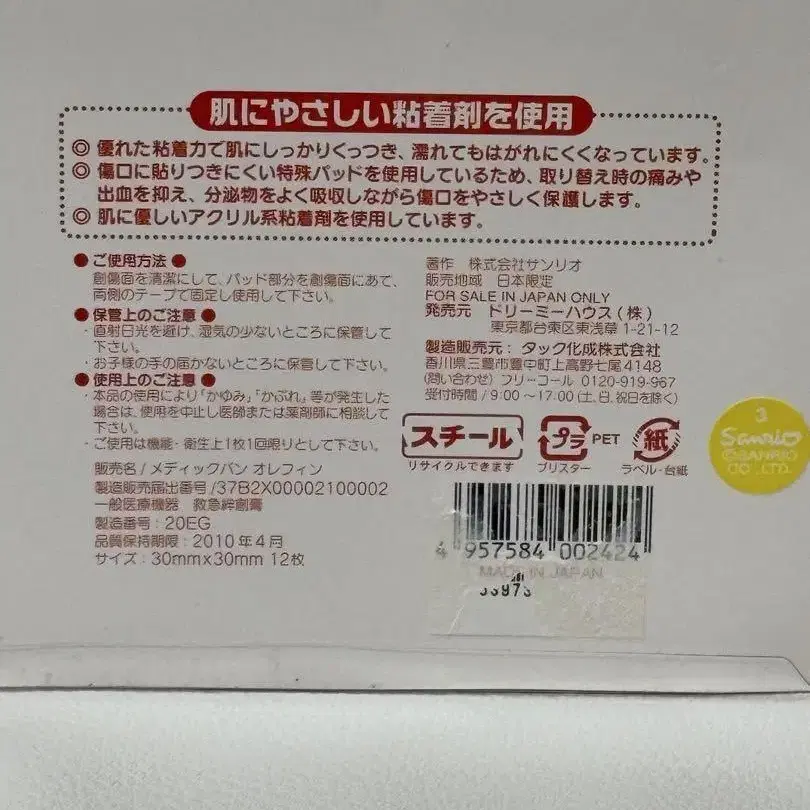 肌にやさしい粘着剤を使用
◎ 優れた粘着力で肌にしっかりくっつき、濡れてもはがれにくくなっています。
◎ 傷口に貼りつきにくい特殊パッドを使用しているため、取り替え時の痛みや
出血を抑え、分泌物をよく吸収しながら傷口をやさしく保護します。
◎ 肌に優しいアクリル系粘着剤を使用しています。
● ご使用方法 ●
創傷面を清潔にして、パッド部分を創傷面にあて、
両側のテープで固定し使用して下さい。
● 保管上のご注意 ●
・直射日光を避け、湿気の少ないところに保管して
下さい。
・お子様の手の届かないところに保管して下さい。
● 使用上のご注意 ●
・本品の使用により「かゆみ」「かぶれ」等が発生した
場合は、使用を中止し医師または薬剤師に相談して
下さい。
・ご使用は機能・衛生上1枚1回限りとして下さい。
販売名/メディックバン オレフィン
製造販売届出番号/37B2X00002100002
一般医療機器 救急絆創膏
製造番号:20EG
品質保持期限:2010年4月
サイズ:30mm×30mm 12枚
著作 株式会社サンリオ
販売地域 日本限定
FOR SALE IN JAPAN ONLY
発売元 ドリーミーハウス(株)
東京都台東区東浅草1-21-12
製造販売元:タック化成株式会社
香川県三豊市豊中町上高野七尾4148
(問い合わせ) フリーコール 0120-919-967
受付時間/9:00〜17:00(土、日、祝日を除く)
スチール
リサイクルできます
プラ
PET
ブリスター
紙
ラベル・台紙
3
Sanrio
©SANRIO
CO.,LTD.
4 957584 002424
MADE IN JAPAN